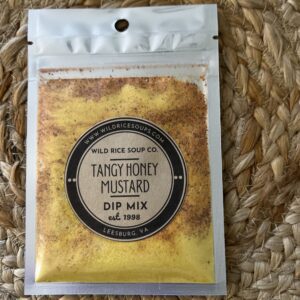 WWW.WILDRICESOUPS.COM
WILD RICE SOUP CO.
TANGY HONEY
MUSTARD
DIP MIX
est. 1998
LEESBURG, VA